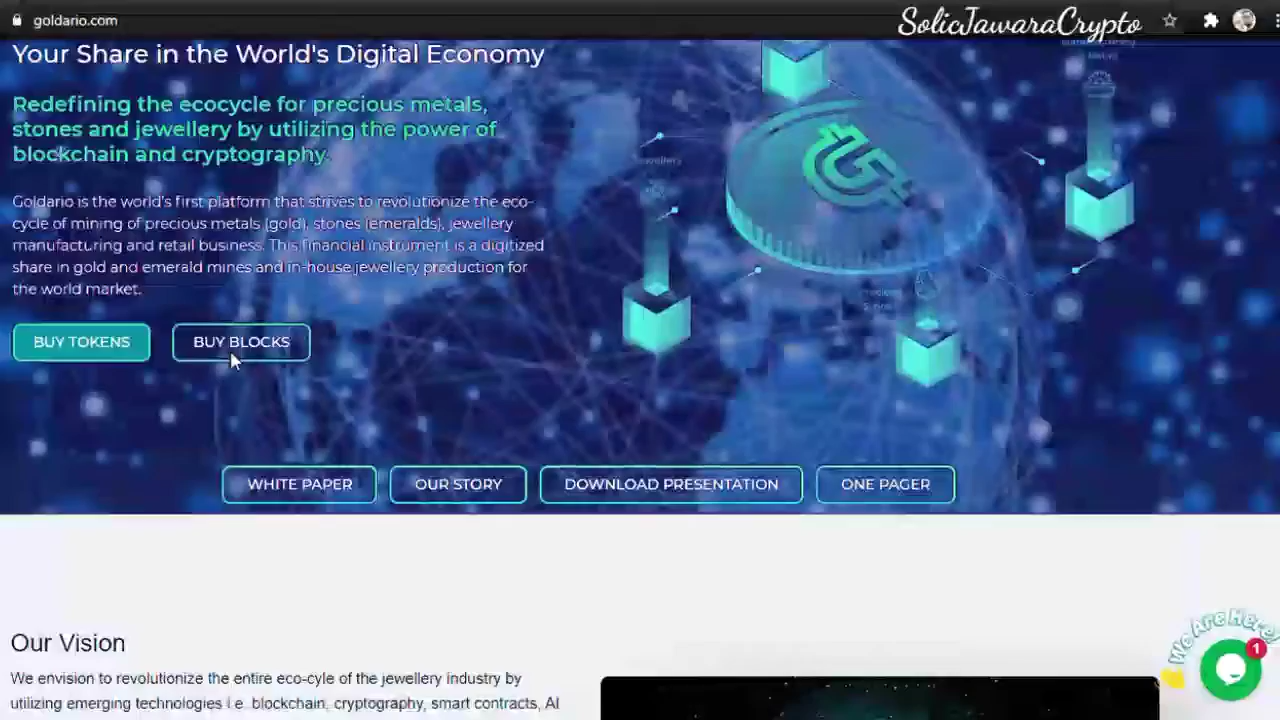 goldario.com
SolicJawaraCrypto
Your Share in the World's Digital Economy
Redefining the ecocycle for precious metals,
stones and jewellery by utilizing the power of
blockchain and cryptography.
Goldario is the world's first platform that strives to revolutionize the eco-
cycle of mining of precious metals (gold), stones (emeralds), jewellery
manufacturing and retail business. This financial instrument is a digitized
share in gold and emerald mines and in-house jewellery production for
the world market.
BUY TOKENS
BUY BLOCKS
WHITE PAPER
OUR STORY
DOWNLOAD PRESENTATION
ONE PAGER
Our Vision
We envision to revolutionize the entire eco-cyle of the jewellery industry by
utilizing emerging technologies i.e. blockchain, cryptography, smart contracts, AI
We Are Here!
1